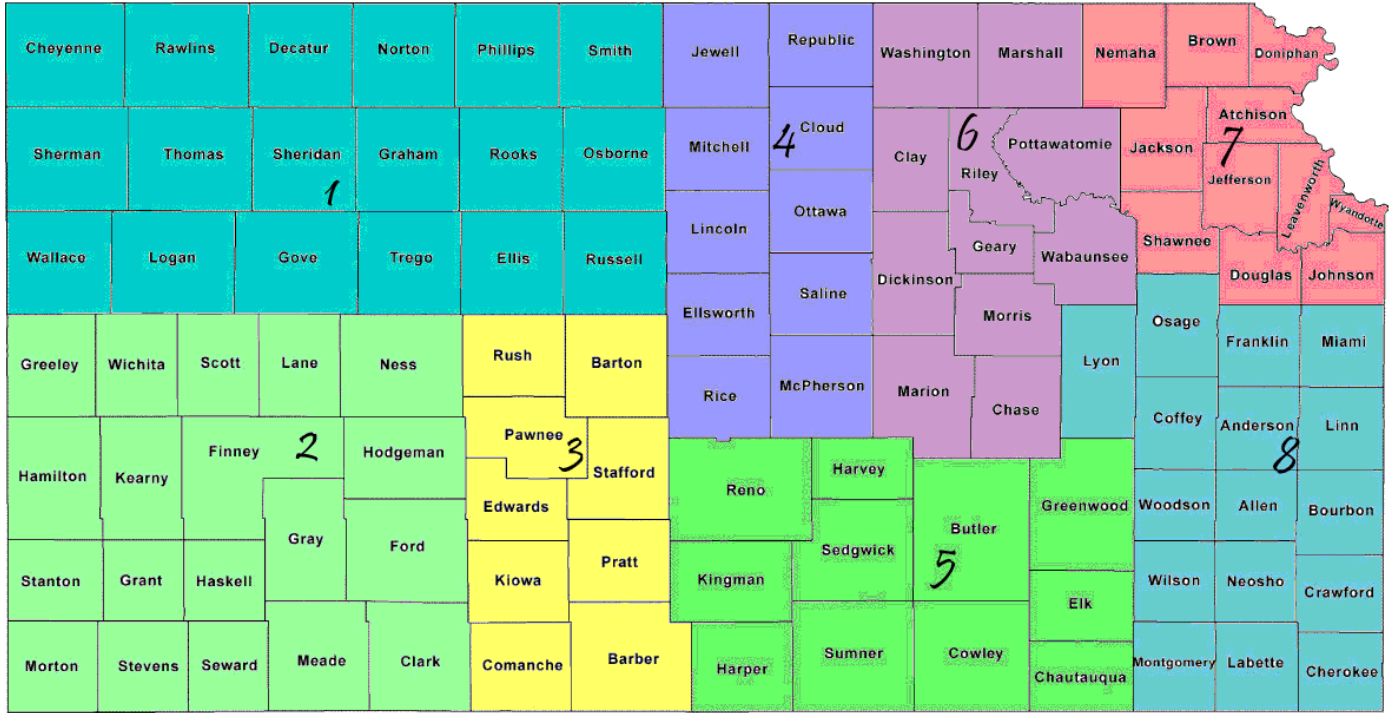 Cheyenne Rawlins Decatur Norton Phillips Smith Jewell Republic Washington Marshall Nemaha Brown Doniphan
Sherman Thomas Sheridan Graham Rooks Osborne Mitchell Cloud Clay Riley Pottawatomie Jackson Atchison
1 4 6 7
Jefferson Leavenworth Wyandotte
Wallace Logan Gove Trego Ellis Russell Lincoln Ottawa Dickinson Geary Wabaunsee Shawnee Douglas Johnson
Ellsworth Saline Morris Osage
Greeley Wichita Scott Lane Ness Rush Barton Rice McPherson Marion Chase Lyon Franklin Miami
Hamilton Kearny Finney Hodgeman Pawnee Stafford Coffey Anderson Linn
2 3 8
Reno Harvey Greenwood Woodson Allen Bourbon
Gray Ford Edwards Sedgwick Butler
Stanton Grant Haskell Kiowa Pratt Kingman Elk Wilson Neosho Crawford
5
Morton Stevens Seward Meade Clark Comanche Barber Harper Sumner Cowley Chautauqua Montgomery Labette Cherokee